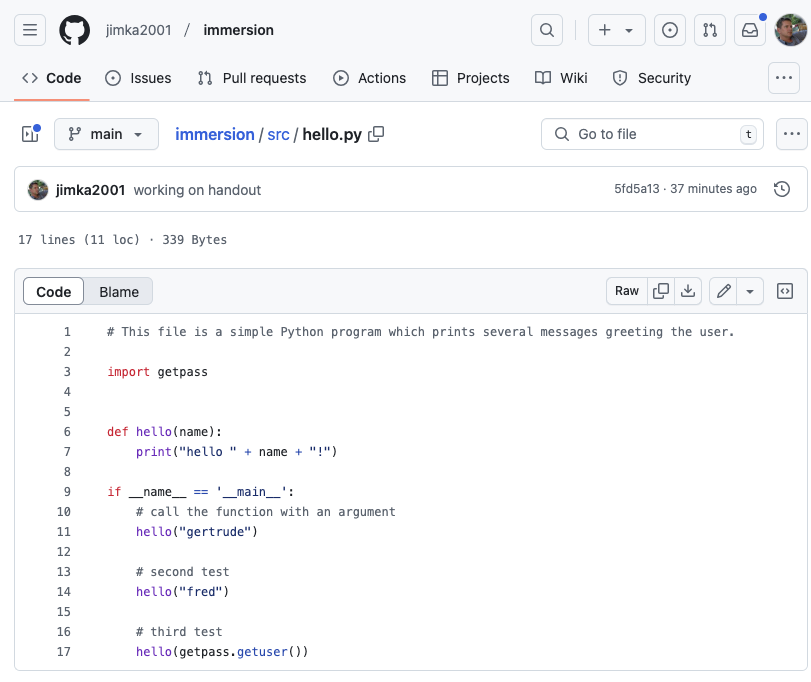 jimka2001 / immersion
Code Issues Pull requests Actions Projects Wiki Security
main immersion / src / hello.py Go to file t
jimka2001 working on handout 5fd5a13 · 37 minutes ago
17 lines (11 loc) · 339 Bytes
Code Blame Raw
1 # This file is a simple Python program which prints several messages greeting the user.
2
3 import getpass
4
5
6 def hello(name):
7     print("hello " + name + "!")
8
9 if __name__ == '__main__':
10     # call the function with an argument
11     hello("gertrude")
12
13     # second test
14     hello("fred")
15
16     # third test
17     hello(getpass.getuser())